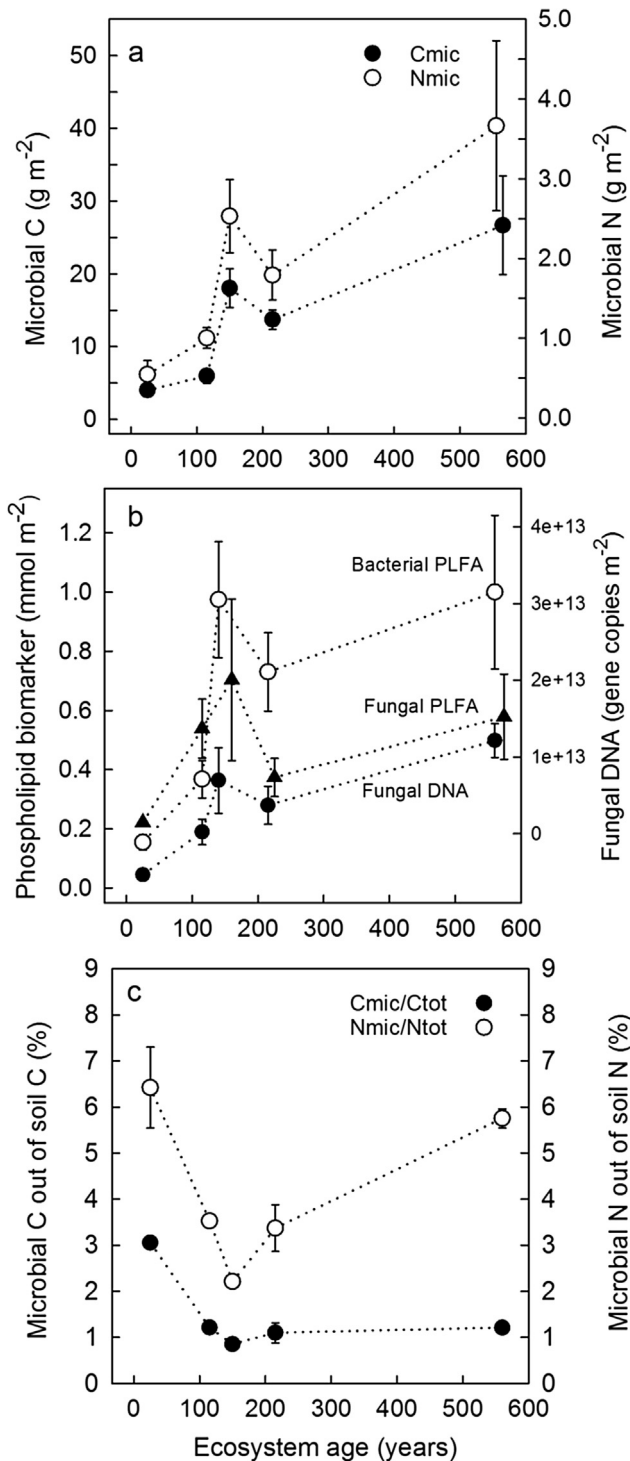 a
Cmic
Nmic
Microbial C (g m-2)
50
40
30
20
10
0
5.0
4.0
3.0
2.0
1.0
0.0
Microbial N (g m-2)
0 100 200 300 400 500 600
b
Phospholipid biomarker (mmol m-2)
1.2
1.0
0.8
0.6
0.4
0.2
0.0
Bacterial PLFA
Fungal PLFA
Fungal DNA
4e+13
3e+13
2e+13
1e+13
0
Fungal DNA (gene copies m-2)
0 100 200 300 400 500 600
c
Cmic/Ctot
Nmic/Ntot
Microbial C out of soil C (%)
9
8
7
6
5
4
3
2
1
0
9
8
7
6
5
4
3
2
1
0
Microbial N out of soil N (%)
0 100 200 300 400 500 600
Ecosystem age (years)